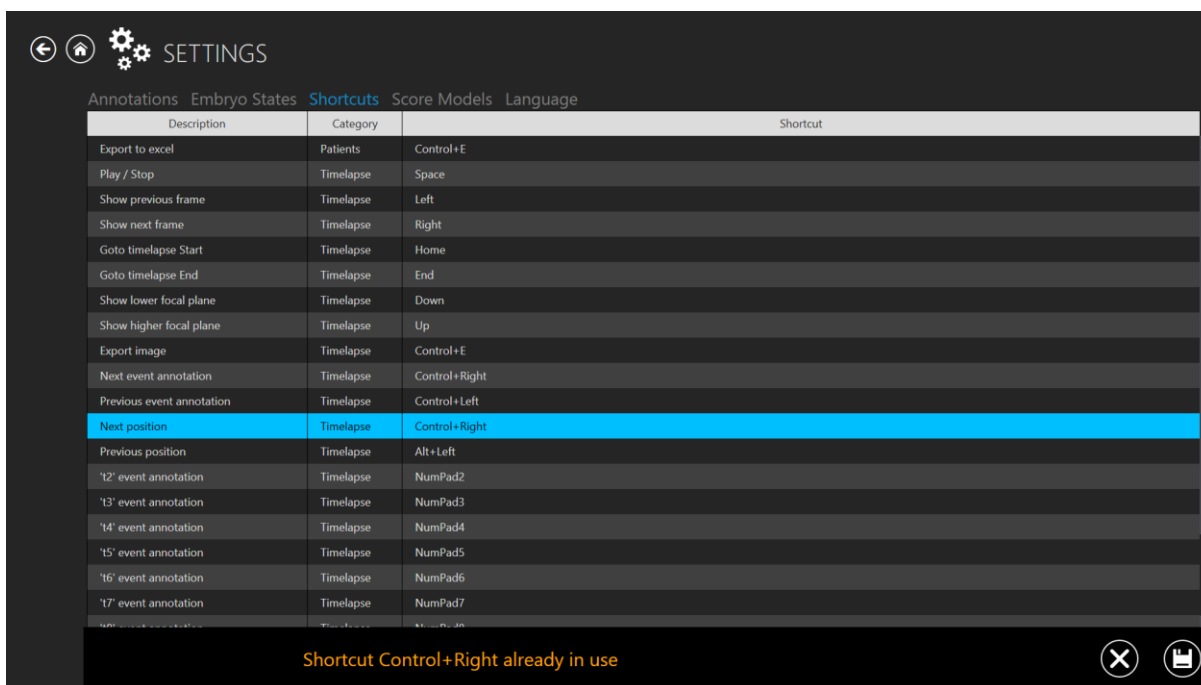 SETTINGS
Annotations Embryo States Shortcuts Score Models Language
Description Category Shortcut
Export to excel Patients Control+E
Play / Stop Timelapse Space
Show previous frame Timelapse Left
Show next frame Timelapse Right
Goto timelapse Start Timelapse Home
Goto timelapse End Timelapse End
Show lower focal plane Timelapse Down
Show higher focal plane Timelapse Up
Export image Timelapse Control+E
Next event annotation Timelapse Control+Right
Previous event annotation Timelapse Control+Left
Next position Timelapse Control+Right
Previous position Timelapse Alt+Left
't2' event annotation Timelapse NumPad2
't3' event annotation Timelapse NumPad3
't4' event annotation Timelapse NumPad4
't5' event annotation Timelapse NumPad5
't6' event annotation Timelapse NumPad6
't7' event annotation Timelapse NumPad7
Shortcut Control+Right already in use